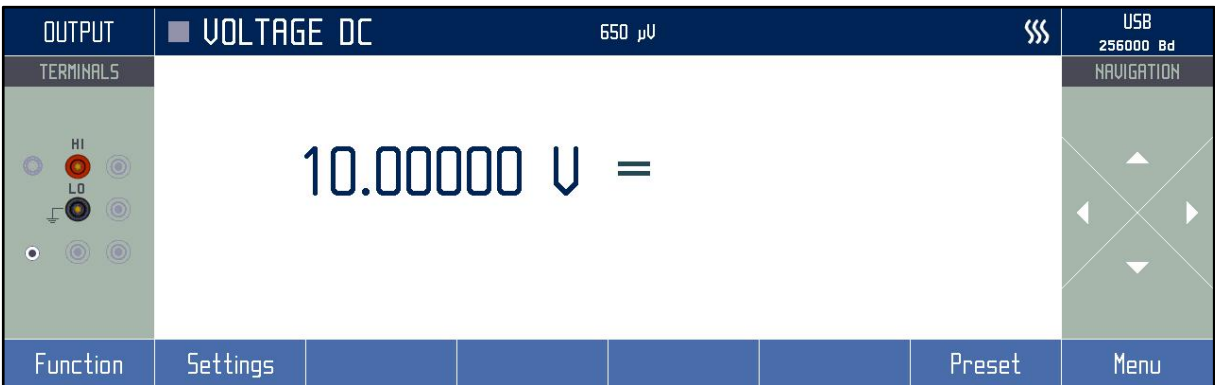 OUTPUT
VOLTAGE DC
650 µV
USB
256000 Bd
TERMINALS
NAVIGATION
HI
LO
10.00000 V =
Function
Settings
Preset
Menu